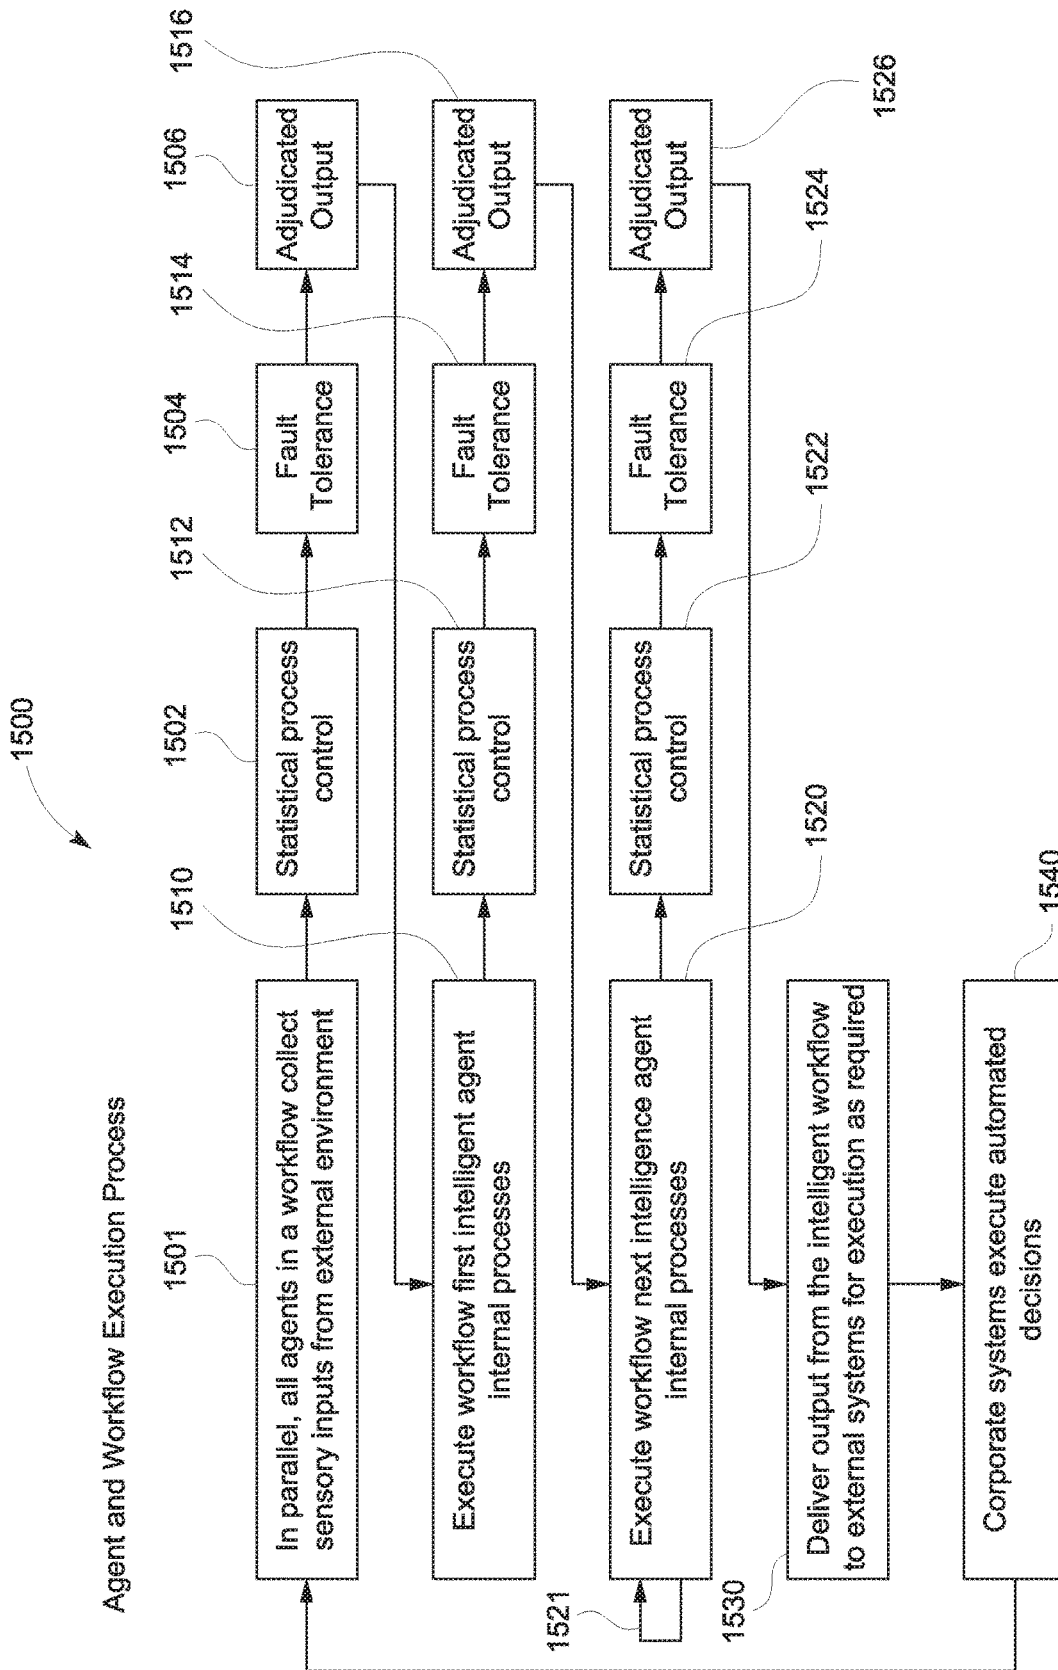 Agent and Workflow Execution Process
1500
1501
In parallel, all agents in a workflow collect
sensory inputs from external environment
1502
Statistical process
control
1504
Fault
Tolerance
1506
Adjudicated
Output
1510
Execute workflow first intelligent agent
internal processes
1512
Statistical process
control
1514
Fault
Tolerance
1516
Adjudicated
Output
1521
1520
Execute workflow next intelligence agent
internal processes
1522
Statistical process
control
1524
Fault
Tolerance
1526
Adjudicated
Output
1530
Deliver output from the intelligent workflow
to external systems for execution as required
1540
Corporate systems execute automated
decisions